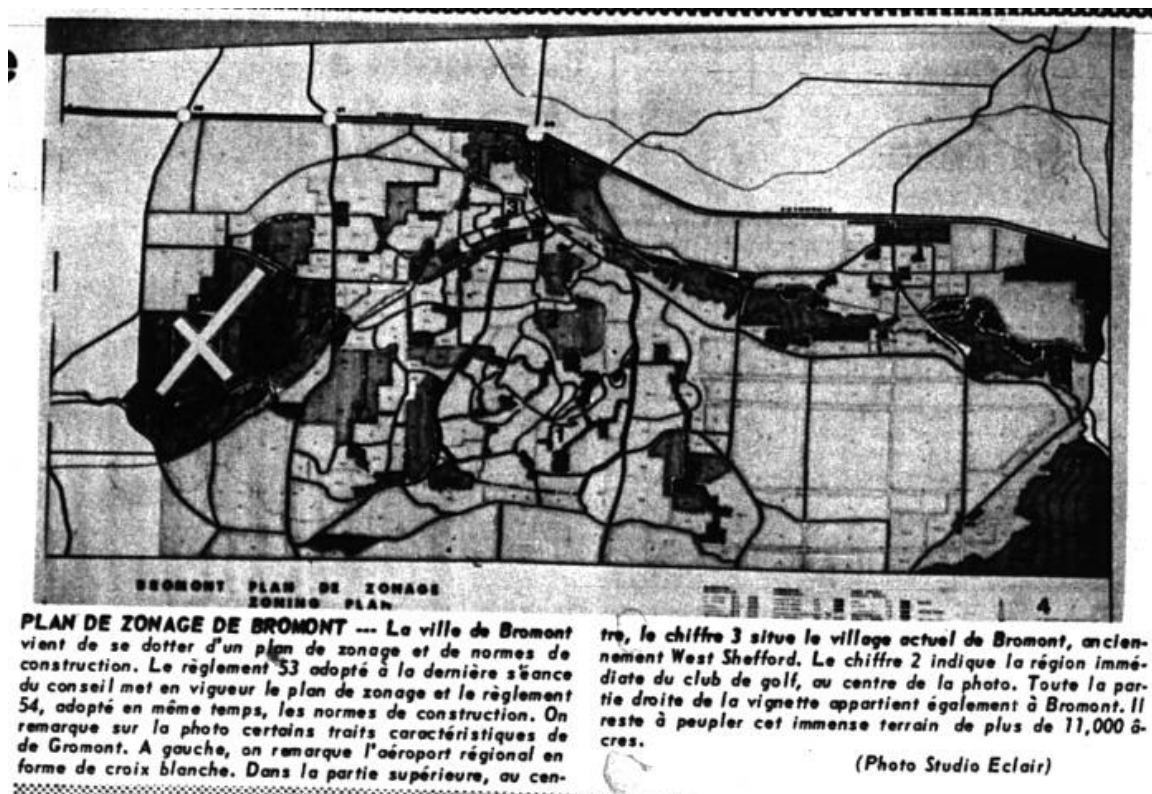 3
2
1
BROMONT PLAN DE ZONAGE
ZONING PLAN
4
PLAN DE ZONAGE DE BROMONT --- La ville de Bromont
vient de se dotter d'un plan de zonage et de normes de
construction. Le règlement 53 adopté à la dernière séance
du conseil met en vigueur le plan de zonage et le règlement
54, adopté en même temps, les normes de construction. On
remarque sur la photo certains traits caractéristiques de
de Gromont. A gauche, on remarque l'aéroport régional en
forme de croix blanche. Dans la partie supérieure, au cen-
tre, le chiffre 3 situe le village actuel de Bromont, ancien-
nement West Shefford. Le chiffre 2 indique la région immé-
diate du club de golf, au centre de la photo. Toute la par-
tie droite de la vignette appartient également à Bromont. Il
reste à peupler cet immense terrain de plus de 11,000 â-
cres.
(Photo Studio Eclair)